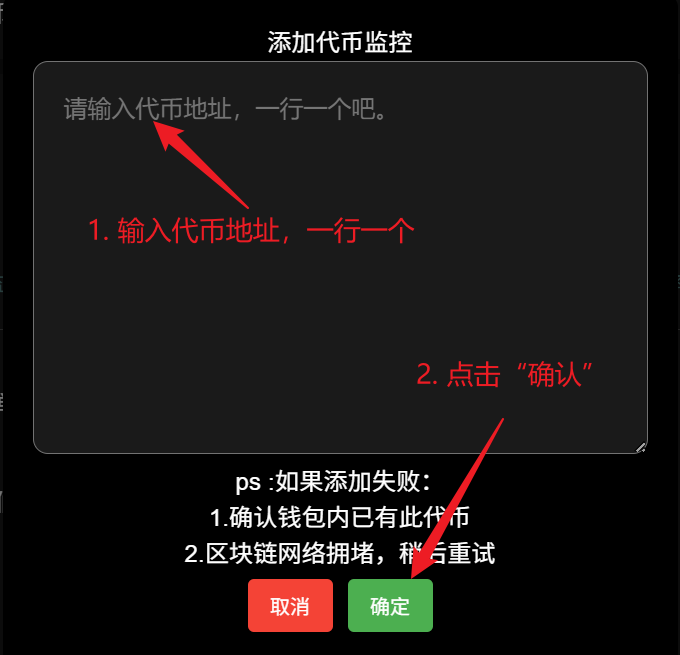 添加代币监控
请输入代币地址，一行一个吧。
1. 输入代币地址，一行一个
2. 点击“确认”
ps :如果添加失败：
1.确认钱包内已有此代币
2.区块链网络拥堵，稍后重试
取消
确定